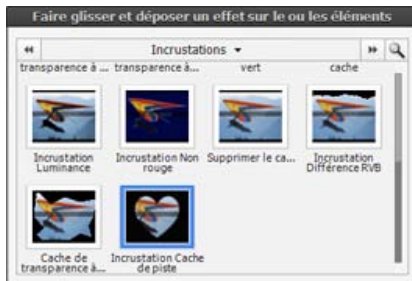 Faire glisser et déposer un effet sur le ou les éléments
Incrustations
transparence à ... transparence à... vert cache
Incrustation Luminance Incrustation Non rouge Supprimer le ca... Incrustation Différence RVB
Cache de transparence à... Incrustation Cache de piste